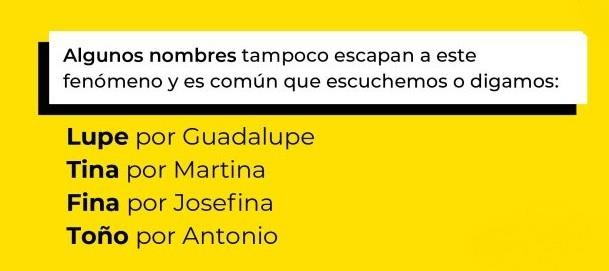 Algunos nombres tampoco escapan a este
fenómeno y es común que escuchemos o digamos:
Lupe por Guadalupe
Tina por Martina
Fina por Josefina
Toño por Antonio